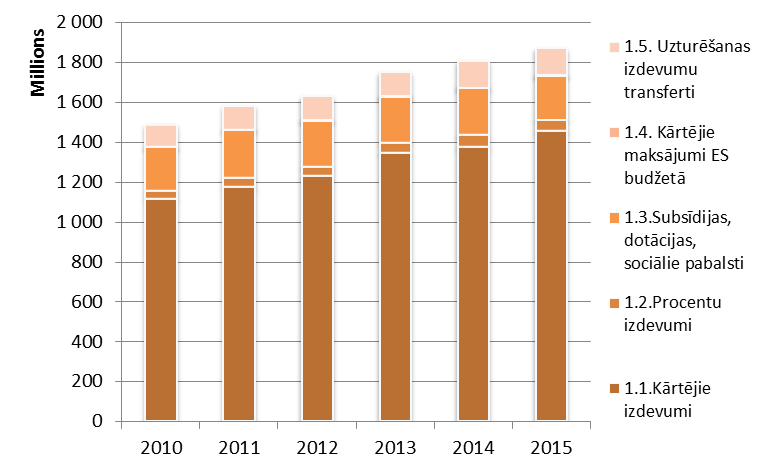 Millions
2 000
1 800
1 600
1 400
1 200
1 000
800
600
400
200
0
2010 2011 2012 2013 2014 2015
1.5. Uzturēšanas
izdevumu
transferti
1.4. Kārtējie
maksājumi ES
budžetā
1.3.Subsīdijas,
dotācijas,
sociālie pabalsti
1.2.Procentu
izdevumi
1.1.Kārtējie
izdevumi